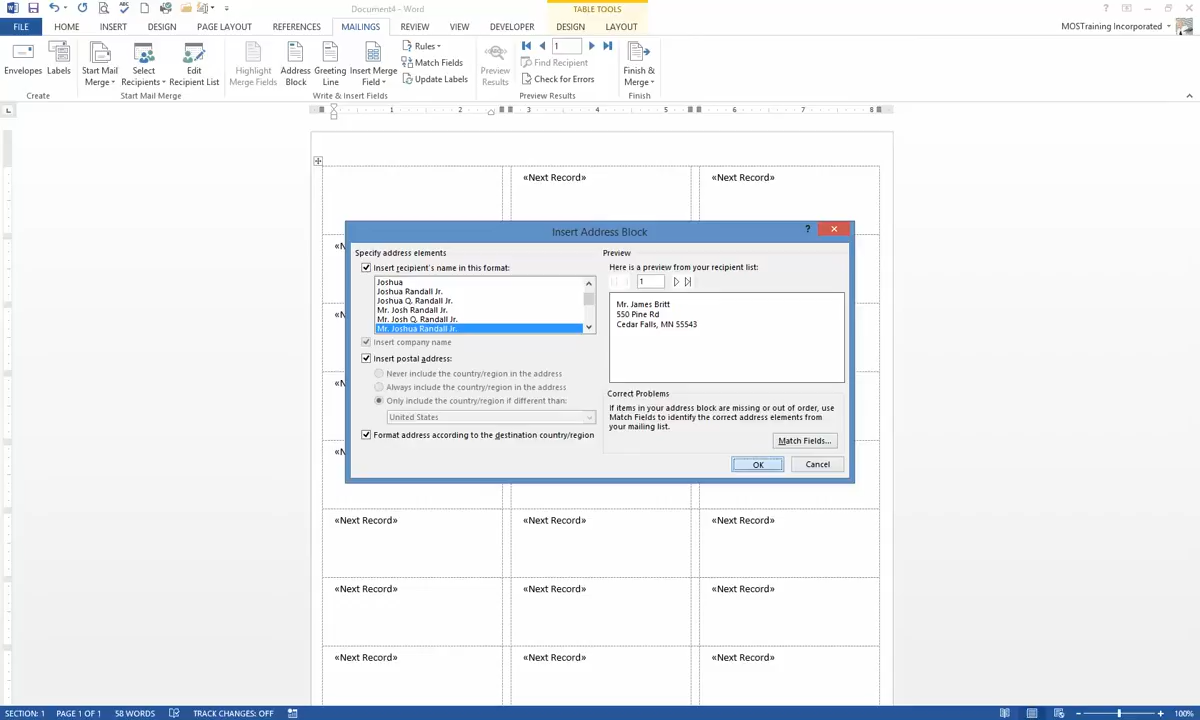 Document4 - Word
TABLE TOOLS
FILE HOME INSERT DESIGN PAGE LAYOUT REFERENCES MAILINGS REVIEW VIEW DEVELOPER DESIGN LAYOUT MOSTraining Incorporated
Envelopes Labels
Create
Start Mail Merge Select Recipients Edit Recipient List
Start Mail Merge
Highlight Merge Fields Address Block Greeting Line Insert Merge Field
Rules
Match Fields
Update Labels
Write & Insert Fields
Preview Results
1
Find Recipient
Check for Errors
Preview Results
Finish & Merge
Finish
1 2 3 4 5 6 7 8
«Next Record» «Next Record»
«N
«N
«N
«N
Insert Address Block
?
Specify address elements
Insert recipient's name in this format:
Joshua
Joshua Randall Jr.
Joshua Q. Randall Jr.
Mr. Josh Randall Jr.
Mr. Josh Q. Randall Jr.
Mr. Joshua Randall Jr.
Insert company name
Insert postal address:
Never include the country/region in the address
Always include the country/region in the address
Only include the country/region if different than:
United States
Format address according to the destination country/region
Preview
Here is a preview from your recipient list:
1
Mr. James Britt
550 Pine Rd
Cedar Falls, MN 55543
Correct Problems
If items in your address block are missing or out of order, use
Match Fields to identify the correct address elements from
your mailing list.
Match Fields...
OK Cancel
«Next Record» «Next Record» «Next Record»
«Next Record» «Next Record» «Next Record»
«Next Record» «Next Record» «Next Record»
SECTION: 1 PAGE 1 OF 1 58 WORDS TRACK CHANGES: OFF 100%